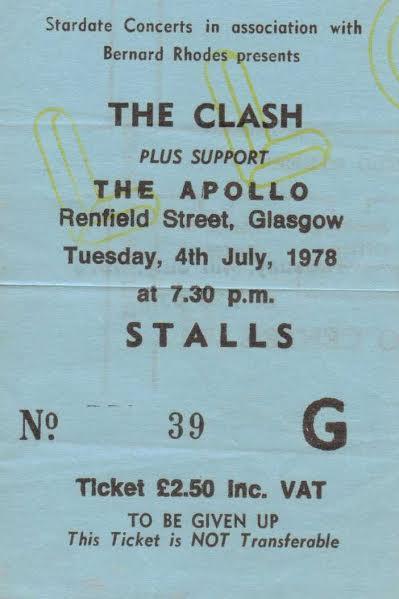 Stardate Concerts in association with
Bernard Rhodes presents
THE CLASH
PLUS SUPPORT
THE APOLLO
Renfield Street, Glasgow
Tuesday, 4th July, 1978
at 7.30 p.m.
STALLS
Nº 39 G
Ticket £2.50 inc. VAT
TO BE GIVEN UP
This Ticket is NOT Transferable